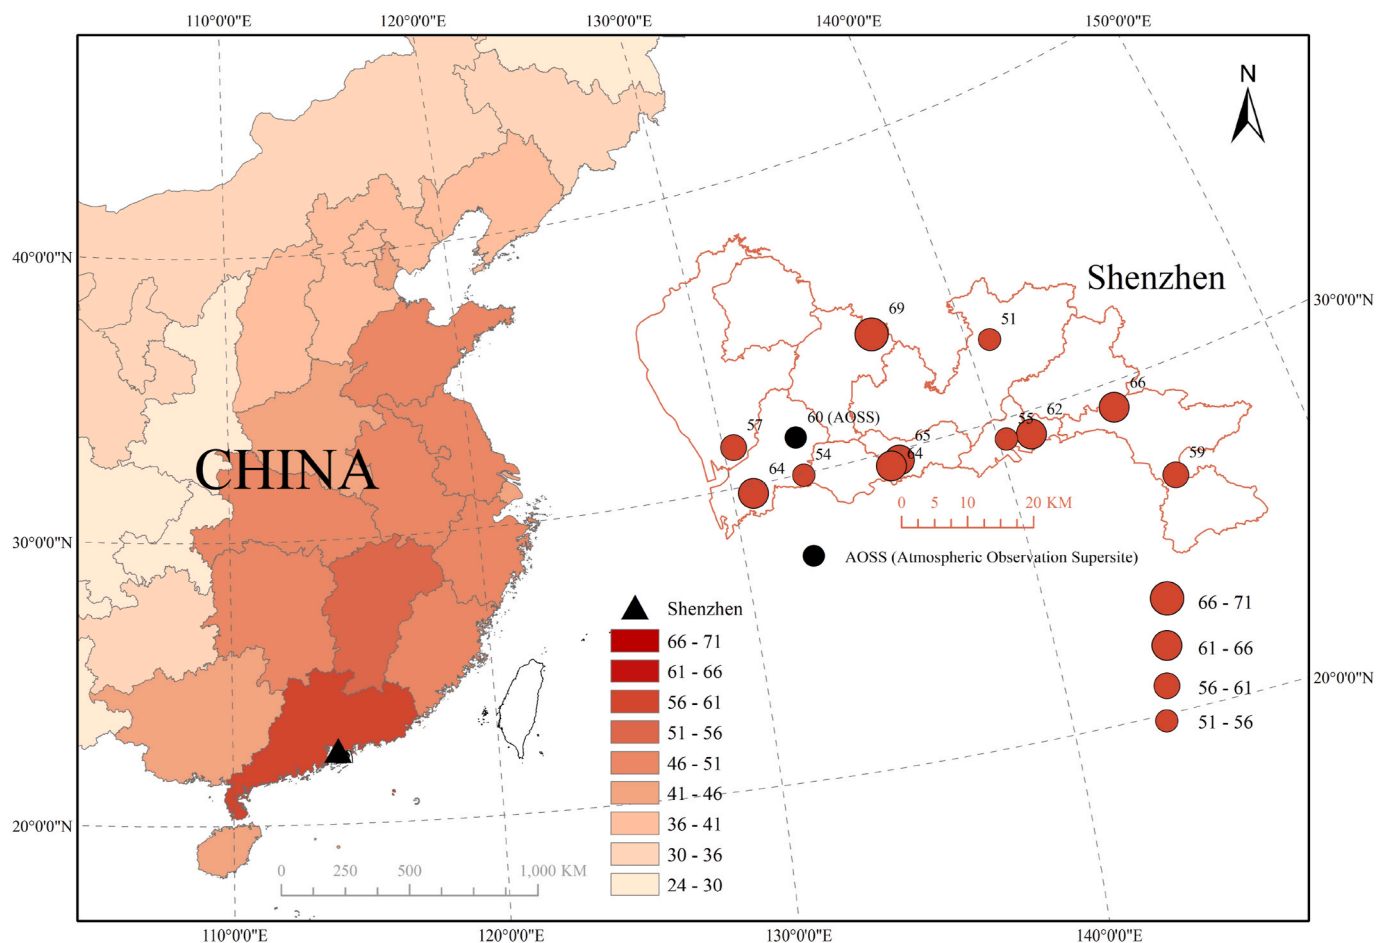 110°0'0"E
120°0'0"E
130°0'0"E
140°0'0"E
150°0'0"E
N
40°0'0"N
30°0'0"N
20°0'0"N
30°0'0"N
20°0'0"N
CHINA
Shenzhen
69
51
66
60 (AOSS)
62
55
57
65
64
54
64
59
0 5 10 20 KM
AOSS (Atmospheric Observation Supersite)
Shenzhen
66 - 71
61 - 66
56 - 61
51 - 56
46 - 51
41 - 46
36 - 41
30 - 36
24 - 30
66 - 71
61 - 66
56 - 61
51 - 56
0 250 500 1,000 KM
110°0'0"E
120°0'0"E
130°0'0"E
140°0'0"E